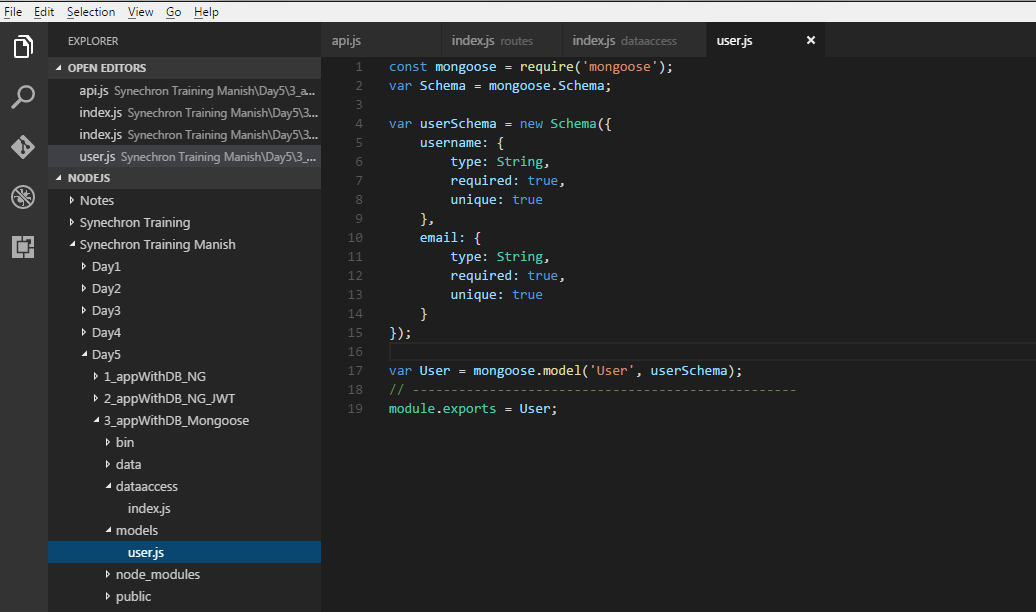 File Edit Selection View Go Help
EXPLORER
OPEN EDITORS
api.js Synechron Training Manish\Day5\3_a...
index.js Synechron Training Manish\Day5\3...
index.js Synechron Training Manish\Day5\3...
user.js Synechron Training Manish\Day5\3_...
NODEJS
Notes
Synechron Training
Synechron Training Manish
Day1
Day2
Day3
Day4
Day5
1_appWithDB_NG
2_appWithDB_NG_JWT
3_appWithDB_Mongoose
bin
data
dataaccess
index.js
models
user.js
node_modules
public
api.js index.js routes index.js dataaccess user.js ×
1 const mongoose = require('mongoose');
2 var Schema = mongoose.Schema;
3
4 var userSchema = new Schema({
5     username: {
6         type: String,
7         required: true,
8         unique: true
9     },
10     email: {
11         type: String,
12         required: true,
13         unique: true
14     }
15 });
16
17 var User = mongoose.model('User', userSchema);
18 // --------------------------------------------------
19 module.exports = User;